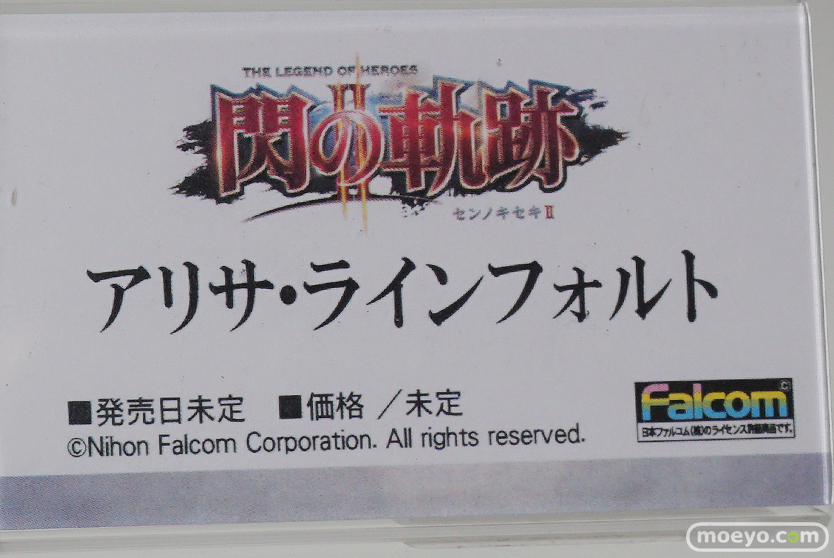 THE LEGEND OF HEROES
閃の軌跡II
センノキセキII
アリサ・ラインフォルト
■発売日未定 ■価格 ／未定
©Nihon Falcom Corporation. All rights reserved.
Falcom ©
日本ファルコム(株)のライセンス許諾商品です。
moeyo.com